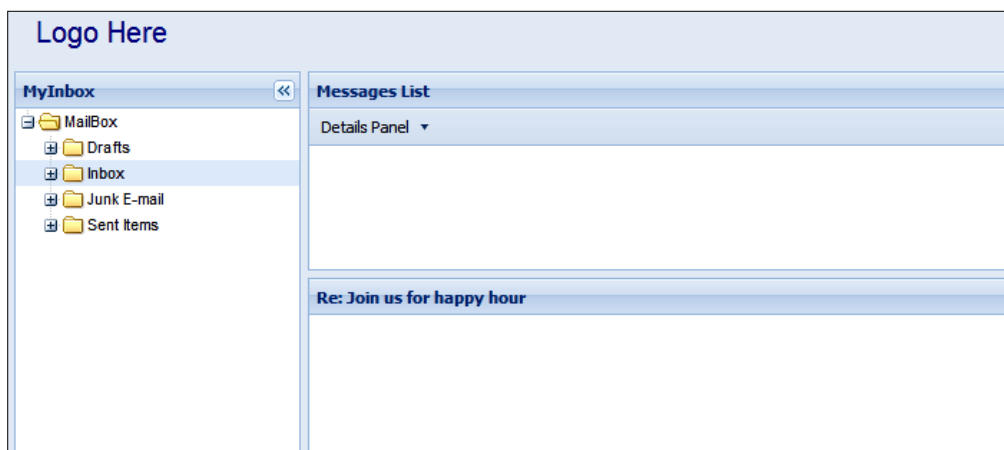 Logo Here
MyInbox
MailBox
Drafts
Inbox
Junk E-mail
Sent Items
Messages List
Details Panel
Re: Join us for happy hour